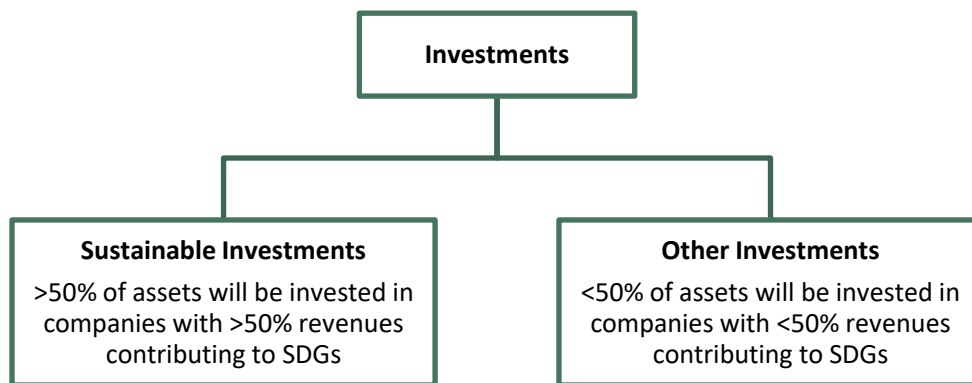 Investments
Sustainable Investments
>50% of assets will be invested in
companies with >50% revenues
contributing to SDGs
Other Investments
<50% of assets will be invested in
companies with <50% revenues
contributing to SDGs